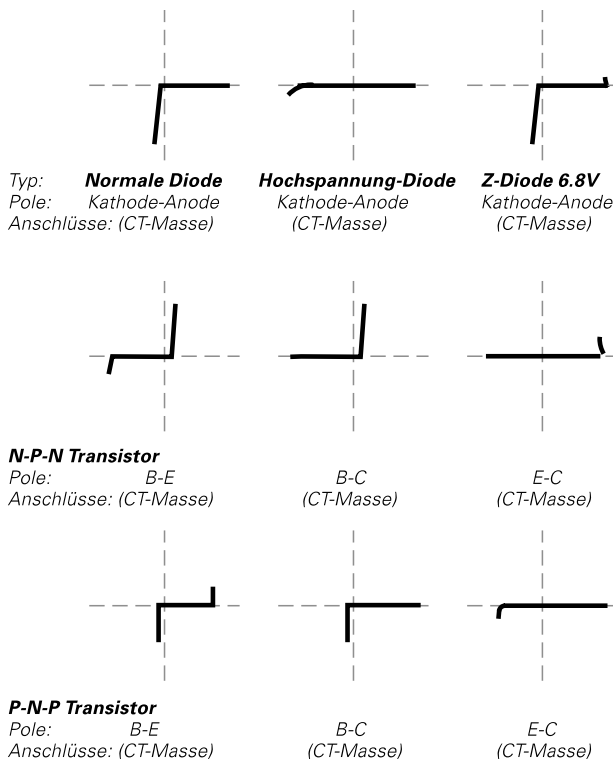 Typ: Normale Diode Hochspannung-Diode Z-Diode 6.8V
Pole: Kathode-Anode Kathode-Anode Kathode-Anode
Anschlüsse: (CT-Masse) (CT-Masse) (CT-Masse)
N-P-N Transistor
Pole: B-E B-C E-C
Anschlüsse: (CT-Masse) (CT-Masse) (CT-Masse)
P-N-P Transistor
Pole: B-E B-C E-C
Anschlüsse: (CT-Masse) (CT-Masse) (CT-Masse)